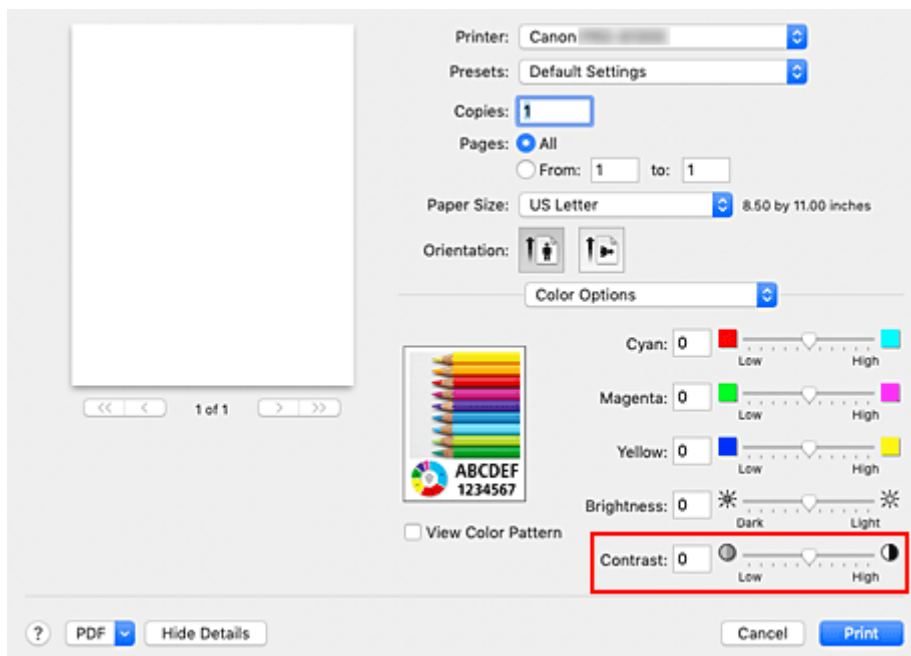 Printer: Canon
Presets: Default Settings
Copies: 1
Pages: All
From: 1 to: 1
Paper Size: US Letter 8.50 by 11.00 inches
Orientation:
Color Options
<< < 1 of 1 > >>
Cyan: 0
Low High
Magenta: 0
Low High
Yellow: 0
Low High
ABCDEF
1234567
Brightness: 0
Dark Light
View Color Pattern
Contrast: 0
Low High
? PDF Hide Details Cancel Print